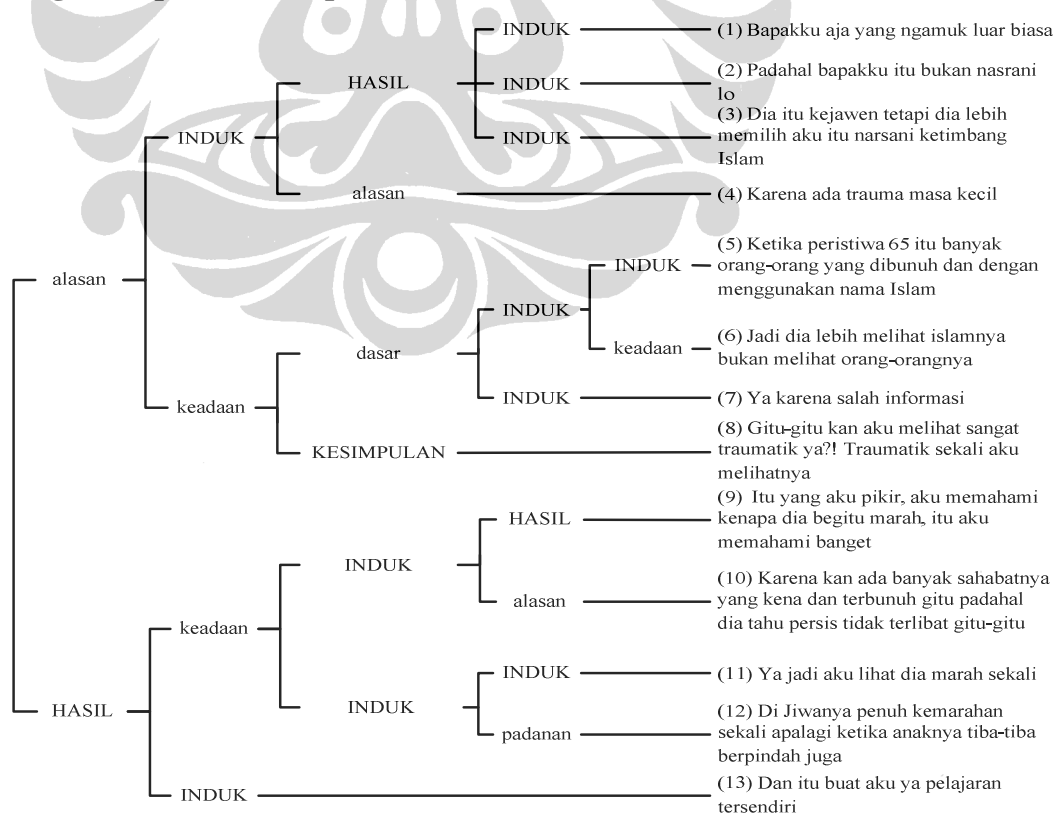 INDUK
(1) Bapakku aja yang ngamuk luar biasa
HASIL
INDUK
(2) Padahal bapakku itu bukan nasrani
lo
INDUK
INDUK
(3) Dia itu kejawen tetapi dia lebih
memilih aku itu narsani ketimbang
Islam
alasan
(4) Karena ada trauma masa kecil
alasan
INDUK
INDUK
(5) Ketika peristiwa 65 itu banyak
orang-orang yang dibunuh dan dengan
menggunakan nama Islam
dasar
keadaan
(6) Jadi dia lebih melihat islamnya
bukan melihat orang-orangnya
keadaan
INDUK
(7) Ya karena salah informasi
KESIMPULAN
(8) Gitu-gitu kan aku melihat sangat
traumatik ya?! Traumatik sekali aku
melihatnya
HASIL
(9) Itu yang aku pikir, aku memahami
kenapa dia begitu marah, itu aku
memahami banget
INDUK
alasan
(10) Karena kan ada banyak sahabatnya
yang kena dan terbunuh gitu padahal
dia tahu persis tidak terlibat gitu-gitu
keadaan
INDUK
(11) Ya jadi aku lihat dia marah sekali
HASIL
INDUK
padanan
(12) Di Jiwanya penuh kemarahan
sekali apalagi ketika anaknya tiba-tiba
berpindah juga
INDUK
(13) Dan itu buat aku ya pelajaran
tersendiri